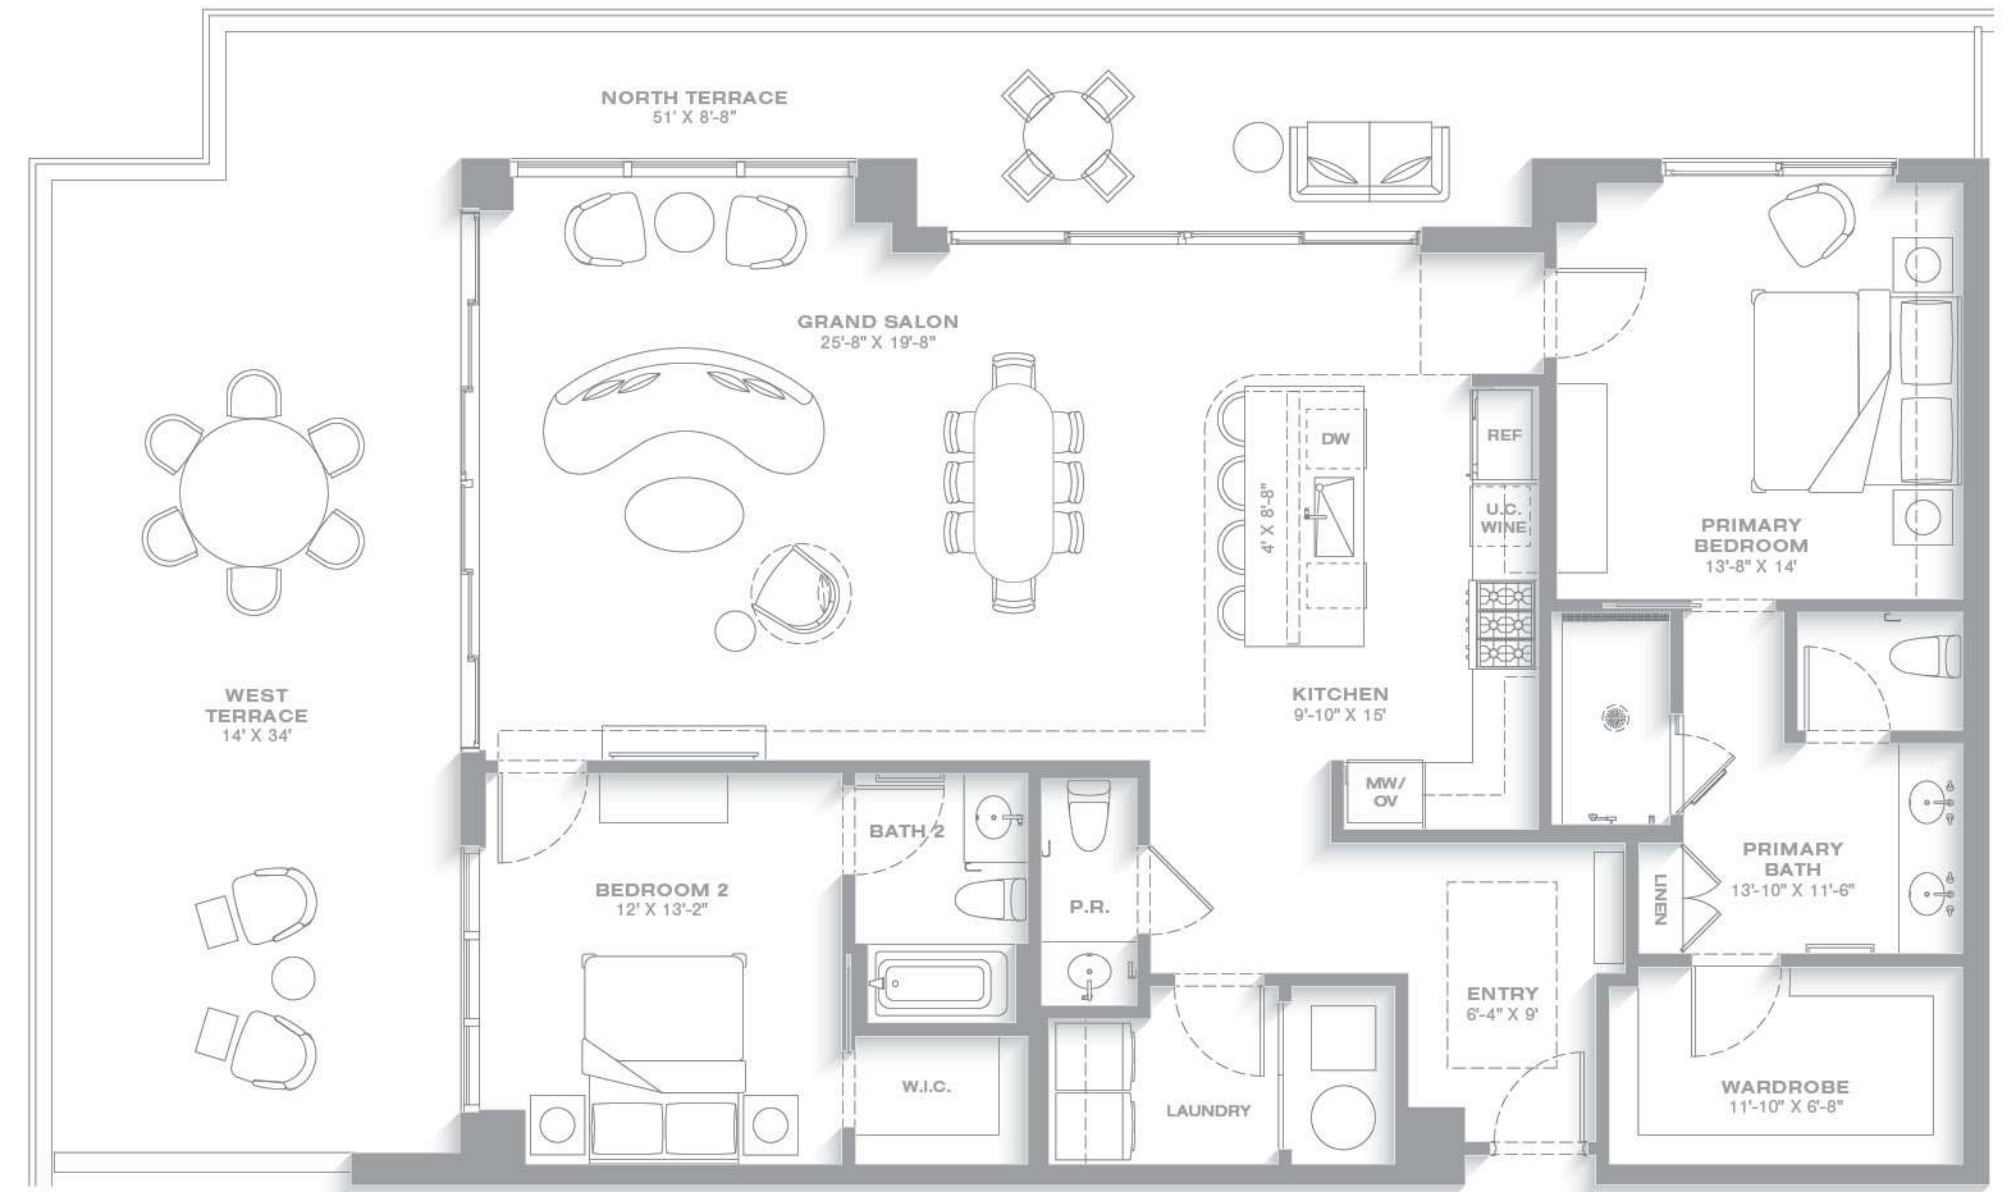 NORTH TERRACE
51' X 8'-8"
GRAND SALON
25'-8" X 19'-8"
DW
REF
4' X 8'-8"
U.C.
WINE
PRIMARY
BEDROOM
13'-8" X 14'
WEST
TERRACE
14' X 34'
KITCHEN
9'-10" X 15'
MW/
OV
BATH 2
BEDROOM 2
12' X 13'-2"
P.R.
PRIMARY
BATH
13'-10" X 11'-6"
LINEN
ENTRY
6'-4" X 9'
W.I.C.
LAUNDRY
WARDROBE
11'-10" X 6'-8"